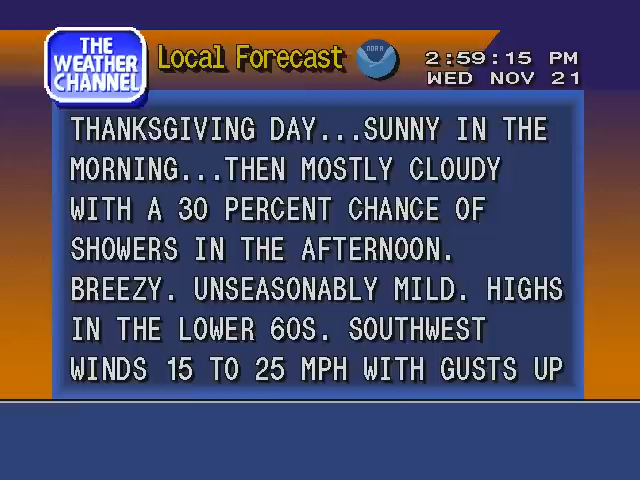 THE
WEATHER
CHANNEL
Local Forecast
NOAA
2:59:15 PM
WED NOV 21
THANKSGIVING DAY...SUNNY IN THE
MORNING...THEN MOSTLY CLOUDY
WITH A 30 PERCENT CHANCE OF
SHOWERS IN THE AFTERNOON.
BREEZY. UNSEASONABLY MILD. HIGHS
IN THE LOWER 60S. SOUTHWEST
WINDS 15 TO 25 MPH WITH GUSTS UP